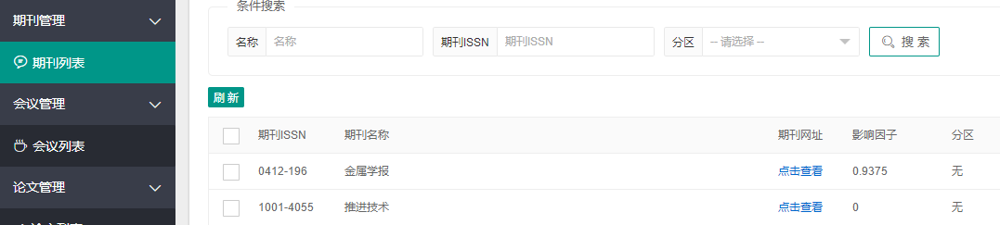 期刊管理
期刊列表
会议管理
会议列表
论文管理
条件搜索
名称 名称 期刊ISSN 期刊ISSN 分区 -- 请选择 -- 搜 索
刷 新
期刊ISSN 期刊名称 期刊网址 影响因子 分区
0412-196 金属学报 点击查看 0.9375 无
1001-4055 推进技术 点击查看 0 无